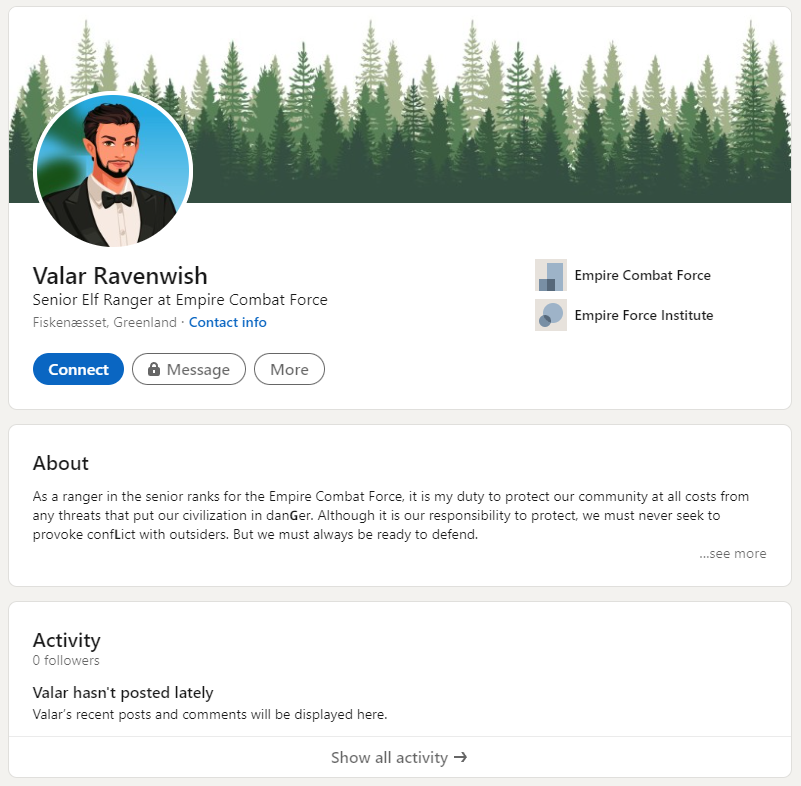 Valar Ravenwish
Senior Elf Ranger at Empire Combat Force
Fiskenæsset, Greenland · Contact info
Empire Combat Force
Empire Force Institute
Connect
Message
More
About
As a ranger in the senior ranks for the Empire Combat Force, it is my duty to protect our community at all costs from
any threats that put our civilization in danGer. Although it is our responsibility to protect, we must never seek to
provoke confLict with outsiders. But we must always be ready to defend.
...see more
Activity
0 followers
Valar hasn't posted lately
Valar's recent posts and comments will be displayed here.
Show all activity →